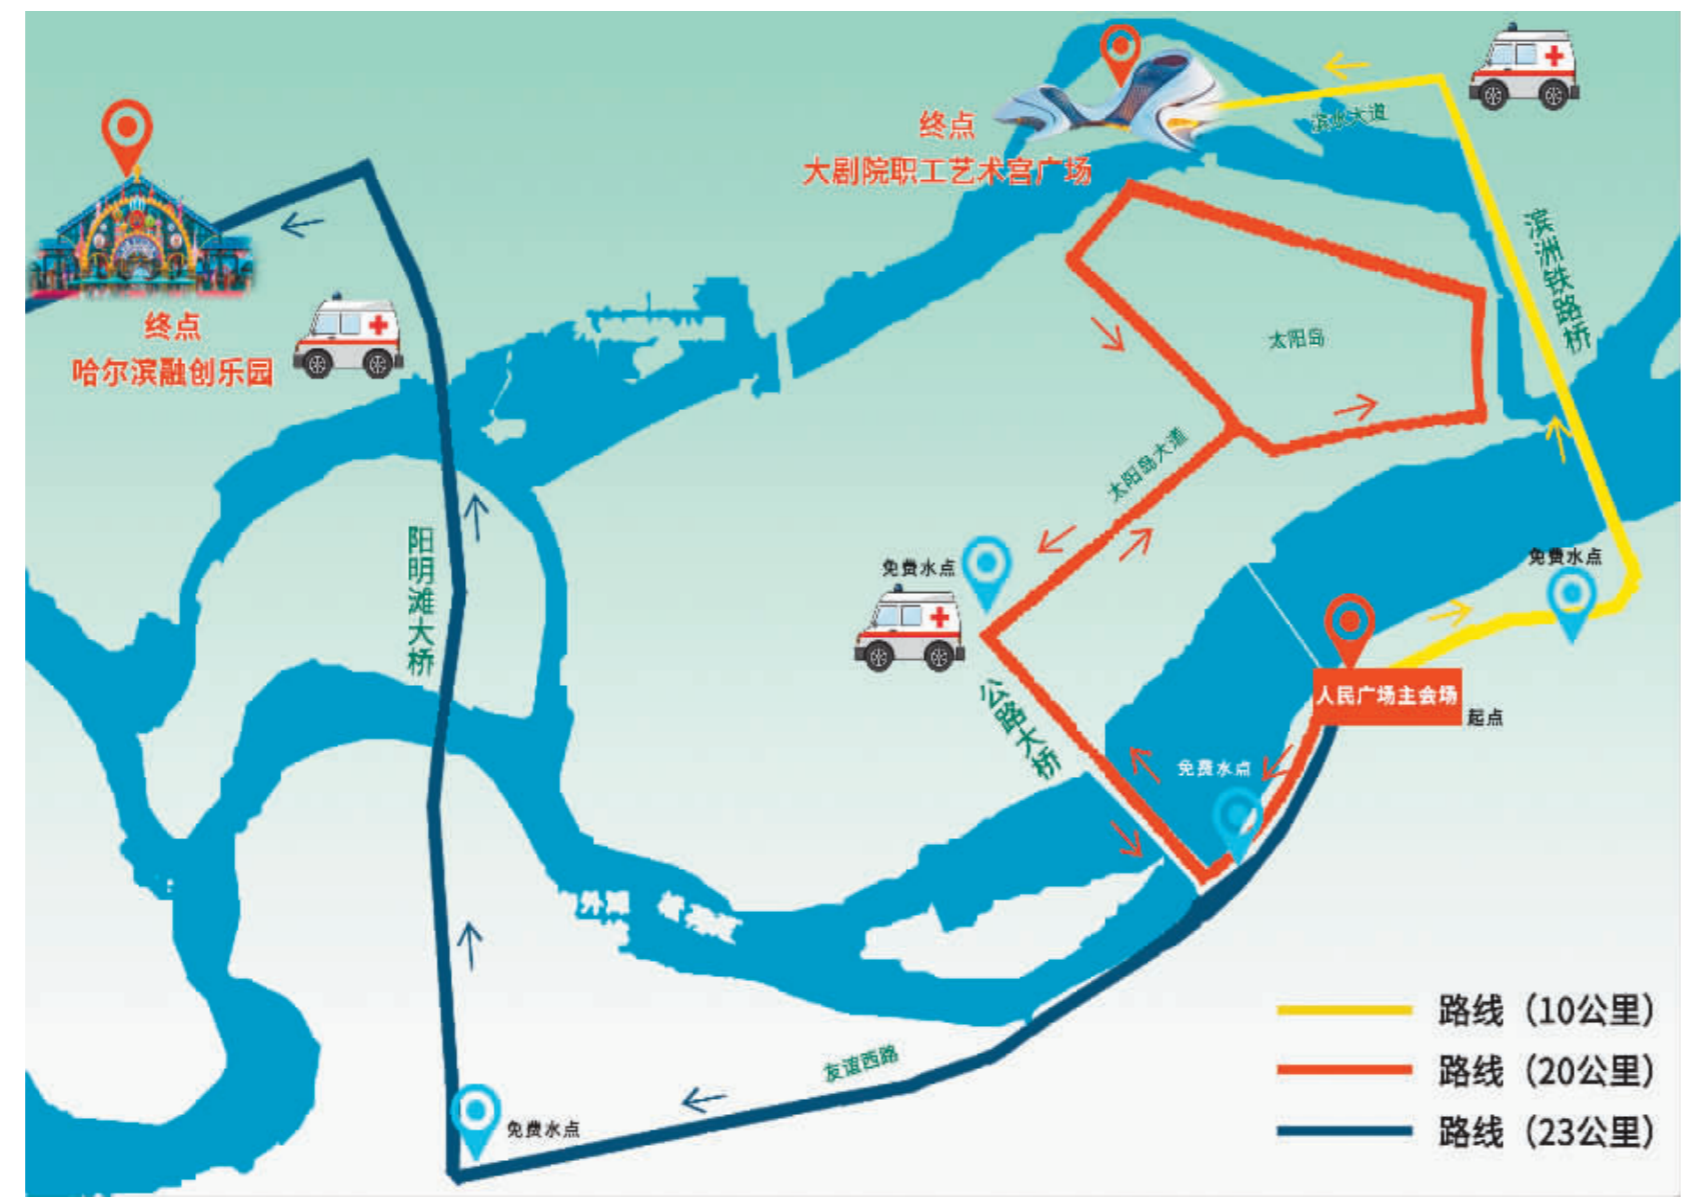 滨水大道
终点
大剧院职工艺术宫广场
滨洲铁路桥
终点
哈尔滨融创乐园
太阳岛
太阳岛大道
阳明滩大桥
免费水点
免费水点
公路大桥
人民广场主会场
起点
免费水点
外滩
友谊西路
免费水点
路线（10公里）
路线（20公里）
路线（23公里）